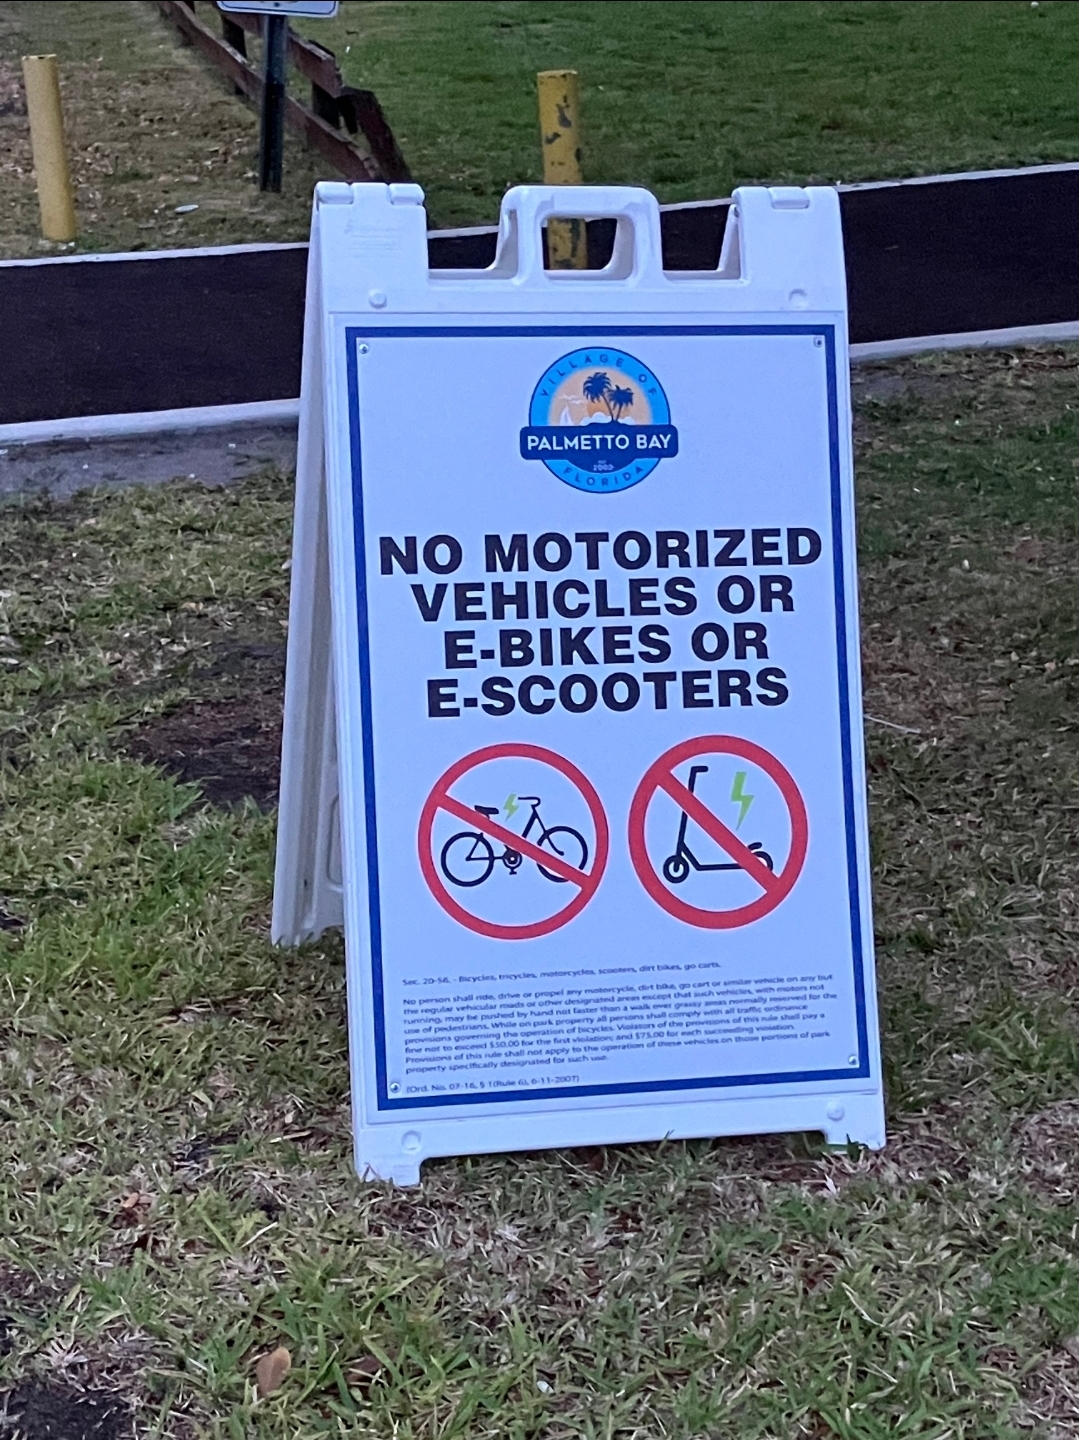 VILLAGE OF
PALMETTO BAY
2002
FLORIDA
NO MOTORIZED
VEHICLES OR
E-BIKES OR
E-SCOOTERS
Sec. 20-56. - Bicycles, tricycles, motorcycles, scooters, dirt bikes, go carts.
No person shall ride, drive or propel any motorcycle, dirt bike, go cart or similar vehicle on any but
the regular vehicular roads or other designated areas except that such vehicles, with motors not
running, may be pushed by hand not faster than a walk over grassy areas normally reserved for the
use of pedestrians. While on park property all persons shall comply with all traffic ordinance
provisions governing the operation of bicycles. Violators of the provisions of this rule shall pay a
fine not to exceed $50.00 for the first violation; and $75.00 for each succeeding violation.
Provisions of this rule shall not apply to the operation of these vehicles on those portions of park
property specifically designated for such use.
(Ord. No. 07-16, § 1(Rule 6), 6-11-2007)